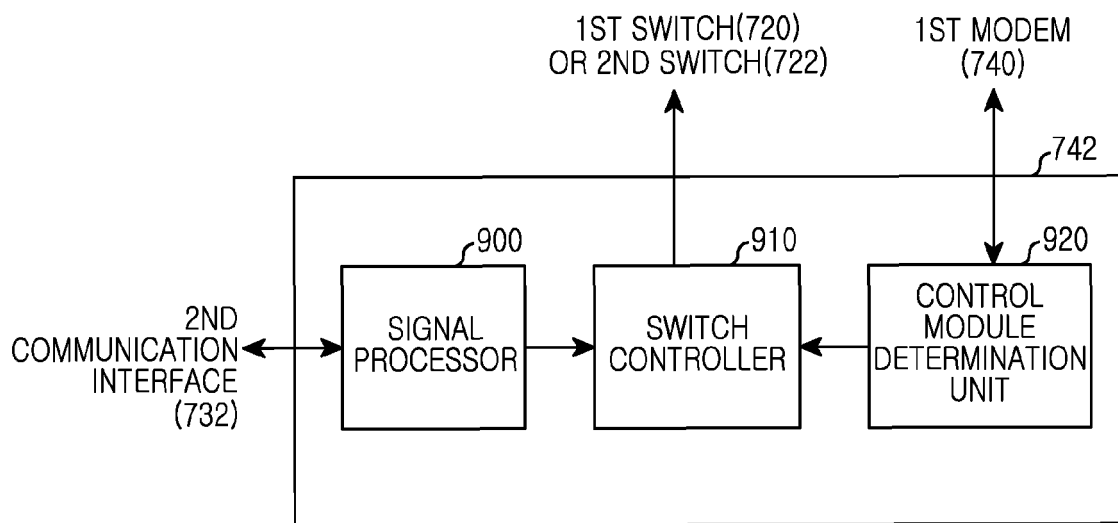 1ST SWITCH(720)
OR 2ND SWITCH(722)
1ST MODEM
(740)
742
900
910
920
2ND
COMMUNICATION
INTERFACE
(732)
SIGNAL
PROCESSOR
SWITCH
CONTROLLER
CONTROL
MODULE
DETERMINATION
UNIT